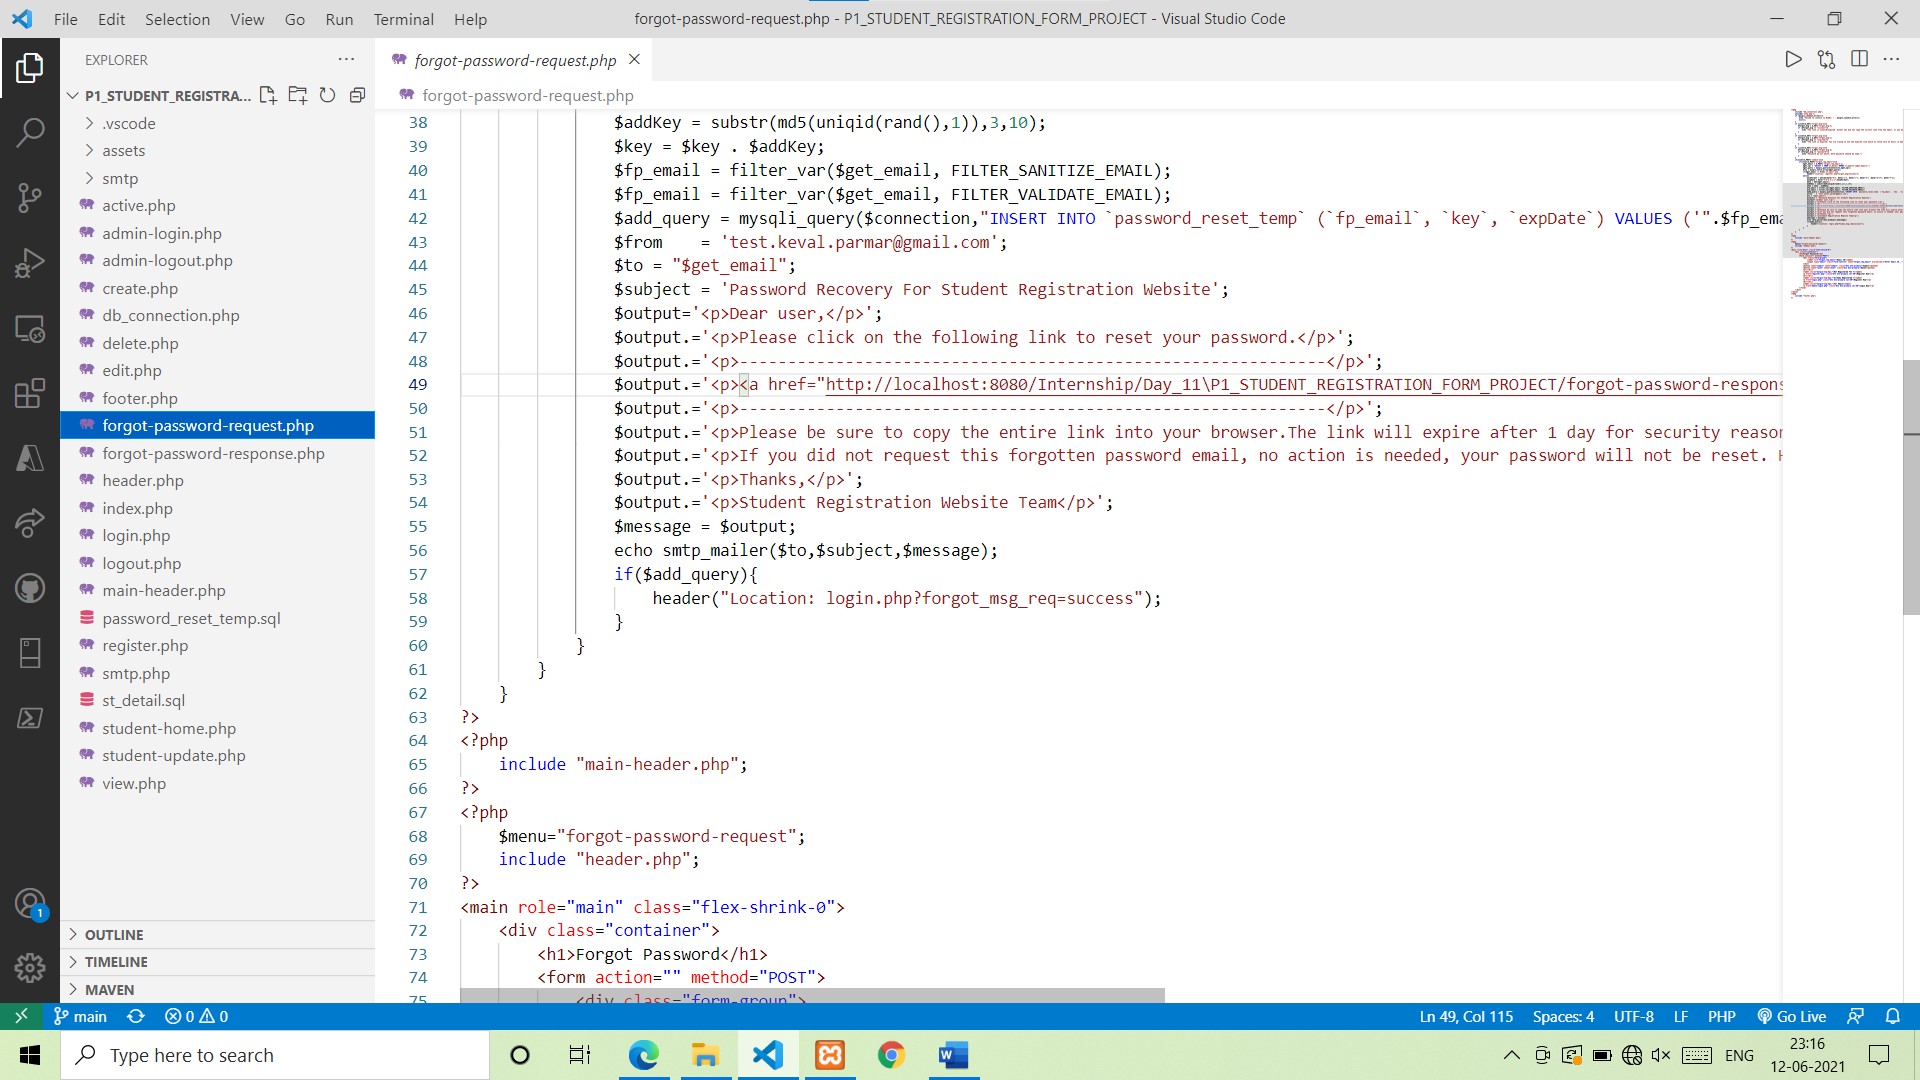 File Edit Selection View Go Run Terminal Help
forgot-password-request.php - P1_STUDENT_REGISTRATION_FORM_PROJECT - Visual Studio Code
EXPLORER
P1_STUDENT_REGISTRA...
.vscode
assets
smtp
active.php
admin-login.php
admin-logout.php
create.php
db_connection.php
delete.php
edit.php
footer.php
forgot-password-request.php
forgot-password-response.php
header.php
index.php
login.php
logout.php
main-header.php
password_reset_temp.sql
register.php
smtp.php
st_detail.sql
student-home.php
student-update.php
view.php
OUTLINE
TIMELINE
MAVEN
1
forgot-password-request.php
forgot-password-request.php
38 $addKey = substr(md5(uniqid(rand(),1)),3,10);
39 $key = $key . $addKey;
40 $fp_email = filter_var($get_email, FILTER_SANITIZE_EMAIL);
41 $fp_email = filter_var($get_email, FILTER_VALIDATE_EMAIL);
42 $add_query = mysqli_query($connection,"INSERT INTO `password_reset_temp` (`fp_email`, `key`, `expDate`) VALUES ('".$fp_ema
43 $from    = 'test.keval.parmar@gmail.com';
44 $to = "$get_email";
45 $subject = 'Password Recovery For Student Registration Website';
46 $output='<p>Dear user,</p>';
47 $output.='<p>Please click on the following link to reset your password.</p>';
48 $output.='<p>-------------------------------------------------------------</p>';
49 $output.='<p><a href="http://localhost:8080/Internship/Day_11\P1_STUDENT_REGISTRATION_FORM_PROJECT/forgot-password-respons
50 $output.='<p>-------------------------------------------------------------</p>';
51 $output.='<p>Please be sure to copy the entire link into your browser.The link will expire after 1 day for security reason
52 $output.='<p>If you did not request this forgotten password email, no action is needed, your password will not be reset. H
53 $output.='<p>Thanks,</p>';
54 $output.='<p>Student Registration Website Team</p>';
55 $message = $output;
56 echo smtp_mailer($to,$subject,$message);
57 if($add_query){
58 header("Location: login.php?forgot_msg_req=success");
59 }
60 }
61 }
62 }
63 ?>
64 <?php
65 include "main-header.php";
66 ?>
67 <?php
68 $menu="forgot-password-request";
69 include "header.php";
70 ?>
71 <main role="main" class="flex-shrink-0">
72 <div class="container">
73 <h1>Forgot Password</h1>
74 <form action="" method="POST">
75 <div class="form-group">
main 0 0 Ln 49, Col 115 Spaces: 4 UTF-8 LF PHP Go Live
Type here to search
ENG
23:16
12-06-2021